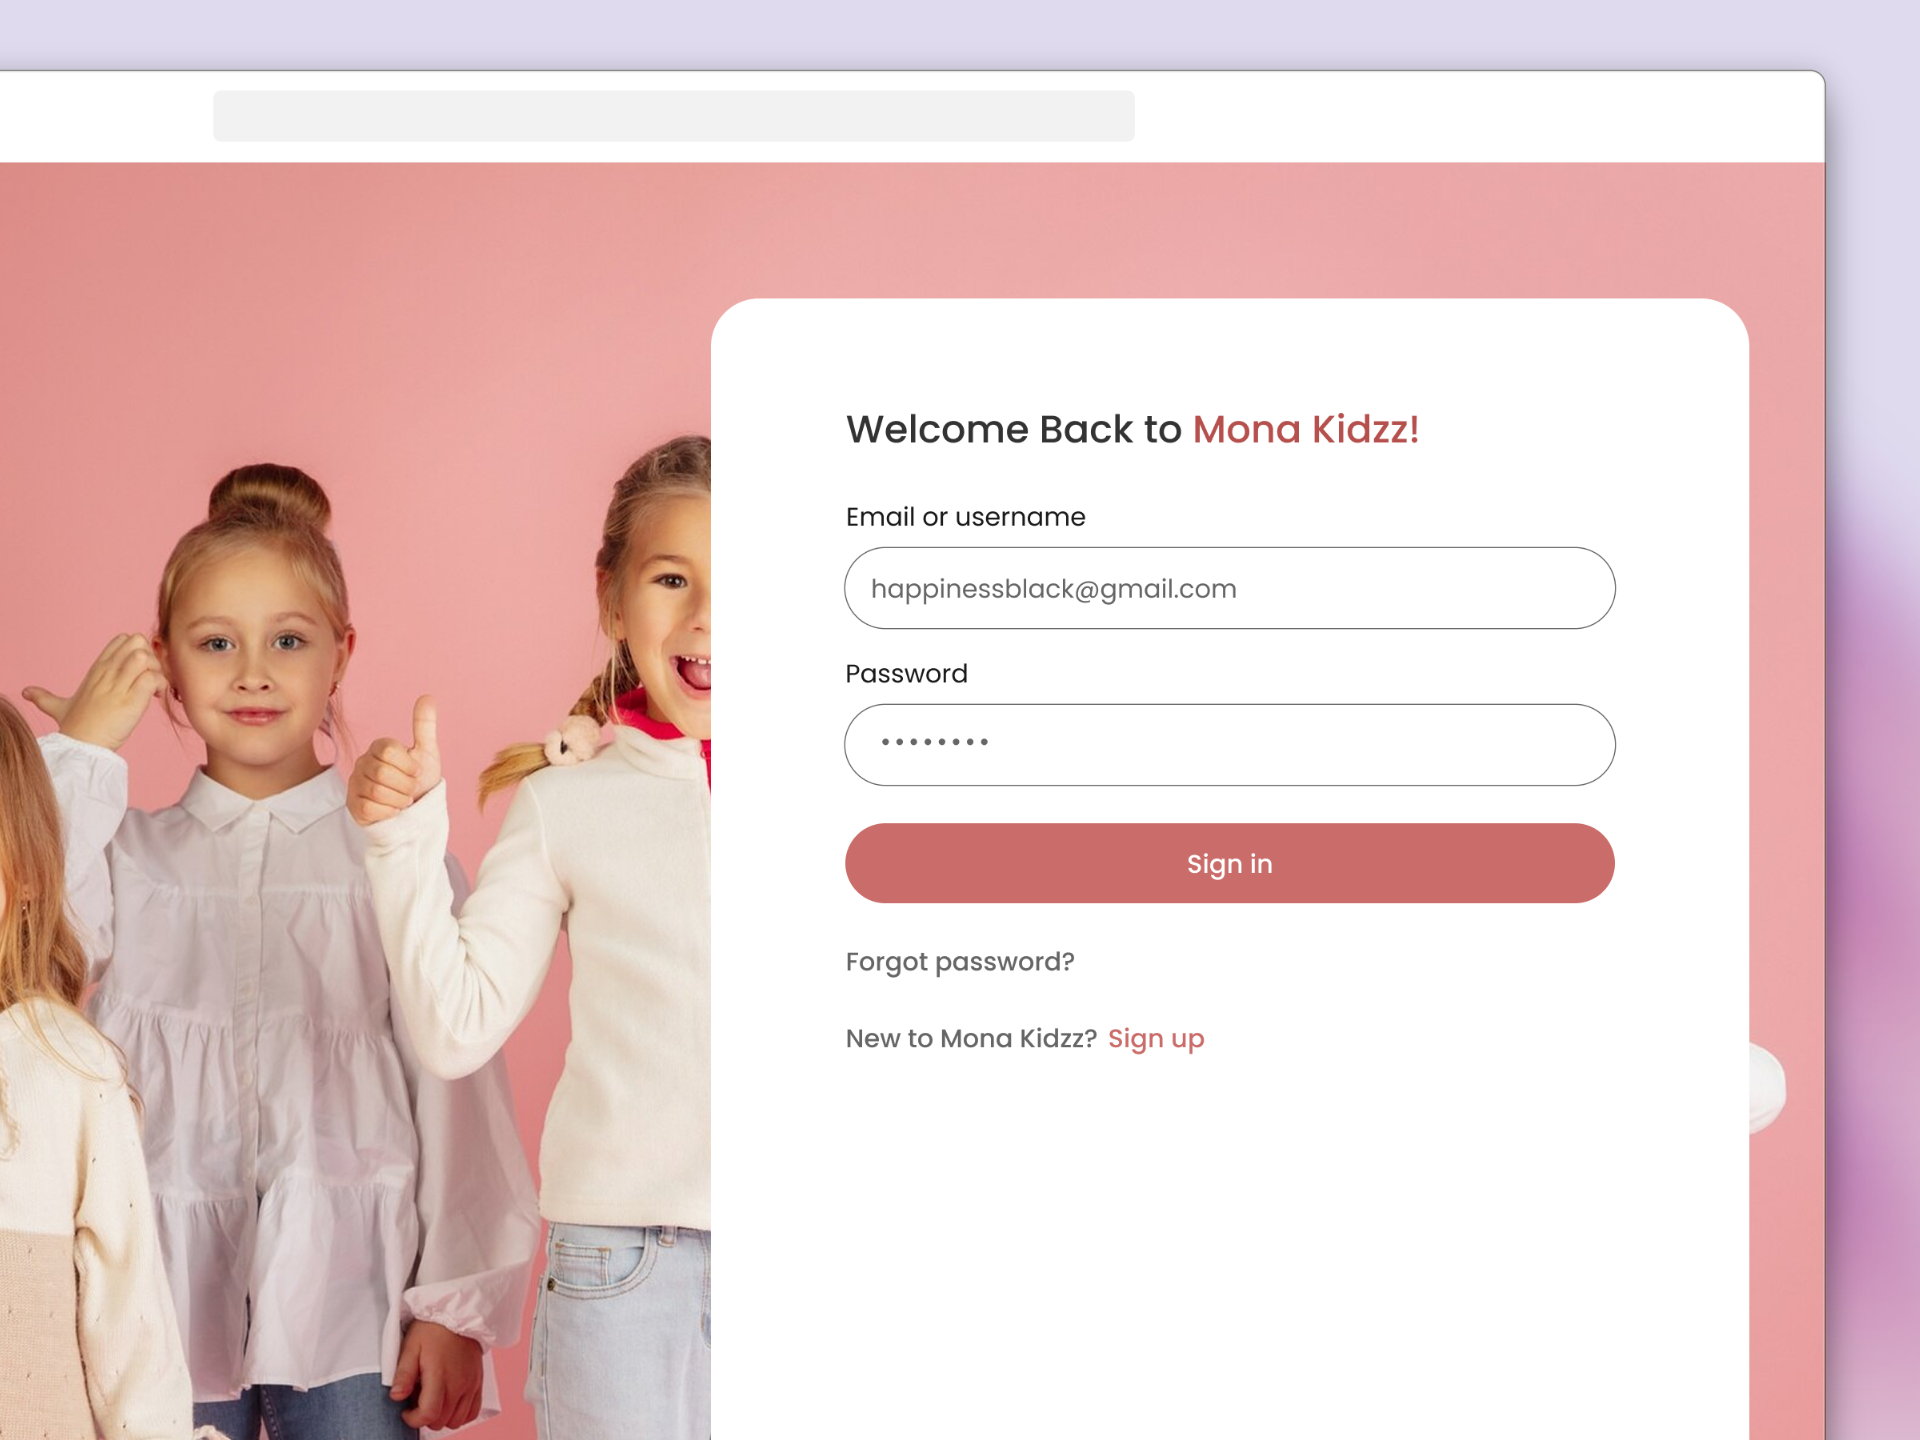 Welcome Back to Mona Kidzz!
Email or username
happinessblack@gmail.com
Password
••••••••
Sign in
Forgot password?
New to Mona Kidzz? Sign up